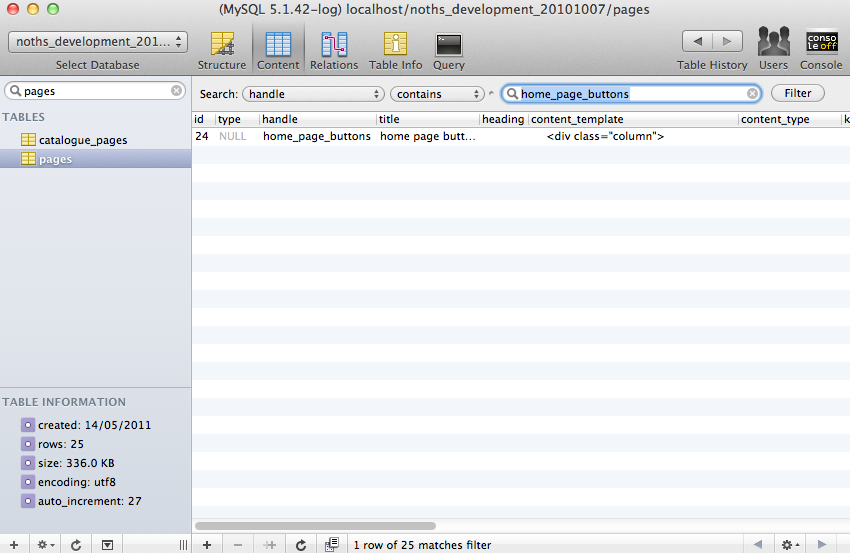 (MySQL 5.1.42-log) localhost/noths_development_20101007/pages
noths_development_201...
Select Database
Structure
Content
Relations
Table Info
Query
Table History
Users
conso
le off
Console
pages
Search:
handle
contains
home_page_buttons
Filter
TABLES
catalogue_pages
pages
id type handle title heading content_template content_type k
24 NULL home_page_buttons home page butt... <div class="column">
TABLE INFORMATION
created: 14/05/2011
rows: 25
size: 336.0 KB
encoding: utf8
auto_increment: 27
1 row of 25 matches filter